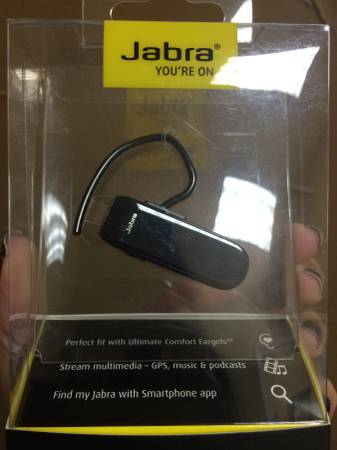 Jabra®
YOU'RE ON
Jabra
Perfect fit with Ultimate Comfort Eargels™
Stream multimedia – GPS, music & podcasts
Find my Jabra with Smartphone app